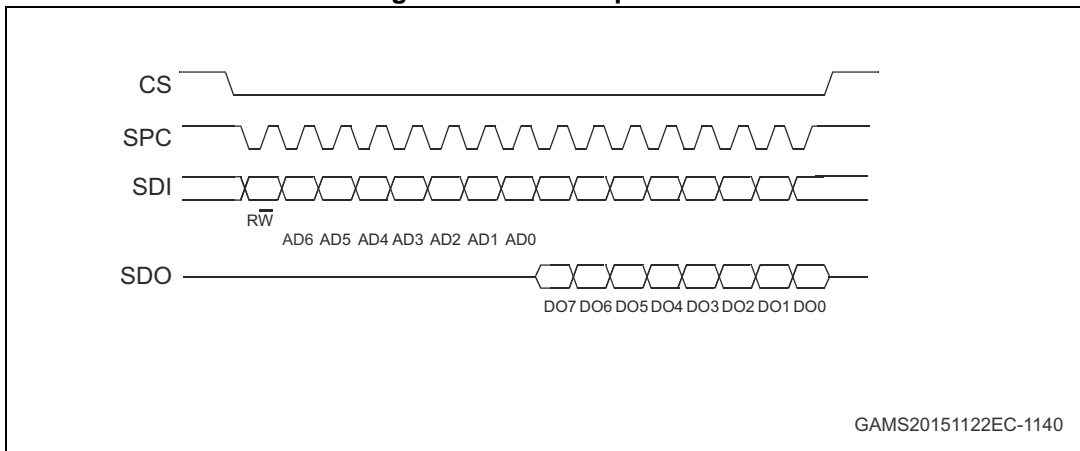 CS
SPC
SDI
RW̅
AD6 AD5 AD4 AD3 AD2 AD1 AD0
SDO
DO7 DO6 DO5 DO4 DO3 DO2 DO1 DO0
GAMS20151122EC-1140